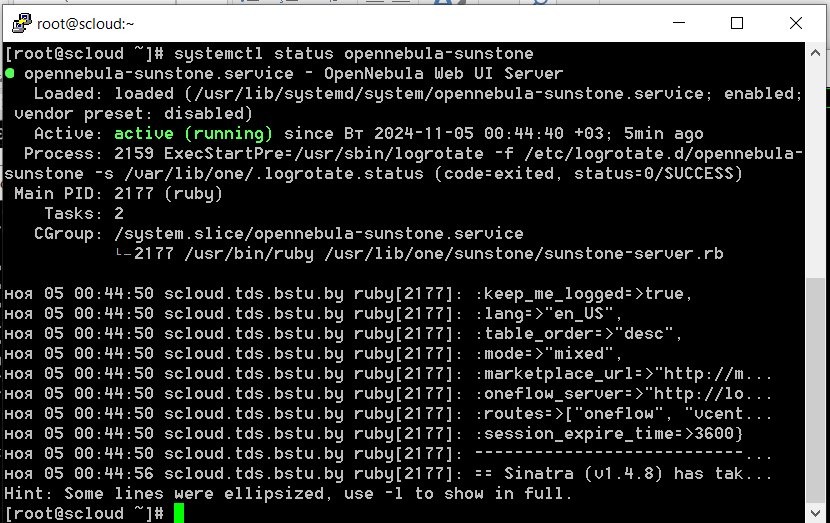 root@scloud:~
[root@scloud ~]# systemctl status opennebula-sunstone
● opennebula-sunstone.service - OpenNebula Web UI Server
   Loaded: loaded (/usr/lib/systemd/system/opennebula-sunstone.service; enabled;
 vendor preset: disabled)
   Active: active (running) since Вт 2024-11-05 00:44:40 +03; 5min ago
  Process: 2159 ExecStartPre=/usr/sbin/logrotate -f /etc/logrotate.d/opennebula-
sunstone -s /var/lib/one/.logrotate.status (code=exited, status=0/SUCCESS)
 Main PID: 2177 (ruby)
    Tasks: 2
   CGroup: /system.slice/opennebula-sunstone.service
           └─2177 /usr/bin/ruby /usr/lib/one/sunstone/sunstone-server.rb
ноя 05 00:44:50 scloud.tds.bstu.by ruby[2177]: :keep_me_logged=>true,
ноя 05 00:44:50 scloud.tds.bstu.by ruby[2177]: :lang=>"en_US",
ноя 05 00:44:50 scloud.tds.bstu.by ruby[2177]: :table_order=>"desc",
ноя 05 00:44:50 scloud.tds.bstu.by ruby[2177]: :mode=>"mixed",
ноя 05 00:44:50 scloud.tds.bstu.by ruby[2177]: :marketplace_url=>"http://m...
ноя 05 00:44:50 scloud.tds.bstu.by ruby[2177]: :oneflow_server=>"http://lo...
ноя 05 00:44:50 scloud.tds.bstu.by ruby[2177]: :routes=>["oneflow", "vcent...
ноя 05 00:44:50 scloud.tds.bstu.by ruby[2177]: :session_expire_time=>3600}
ноя 05 00:44:50 scloud.tds.bstu.by ruby[2177]: ---------------------------...
ноя 05 00:44:56 scloud.tds.bstu.by ruby[2177]: == Sinatra (v1.4.8) has tak...
Hint: Some lines were ellipsized, use -l to show in full.
[root@scloud ~]#